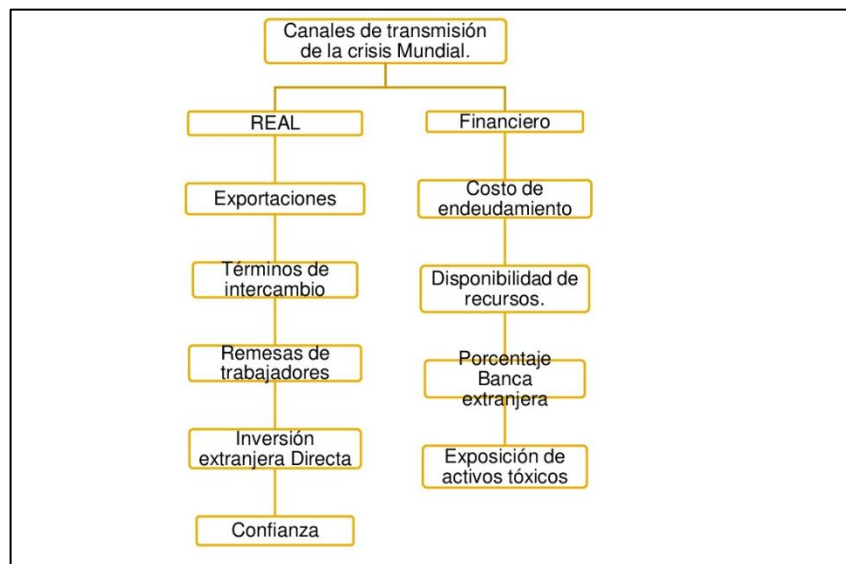 Canales de transmisión
de la crisis Mundial.
REAL
Exportaciones
Términos de
intercambio
Remesas de
trabajadores
Inversión
extranjera Directa
Confianza
Financiero
Costo de
endeudamiento
Disponibilidad de
recursos.
Porcentaje
Banca
extranjera
Exposición de
activos tóxicos